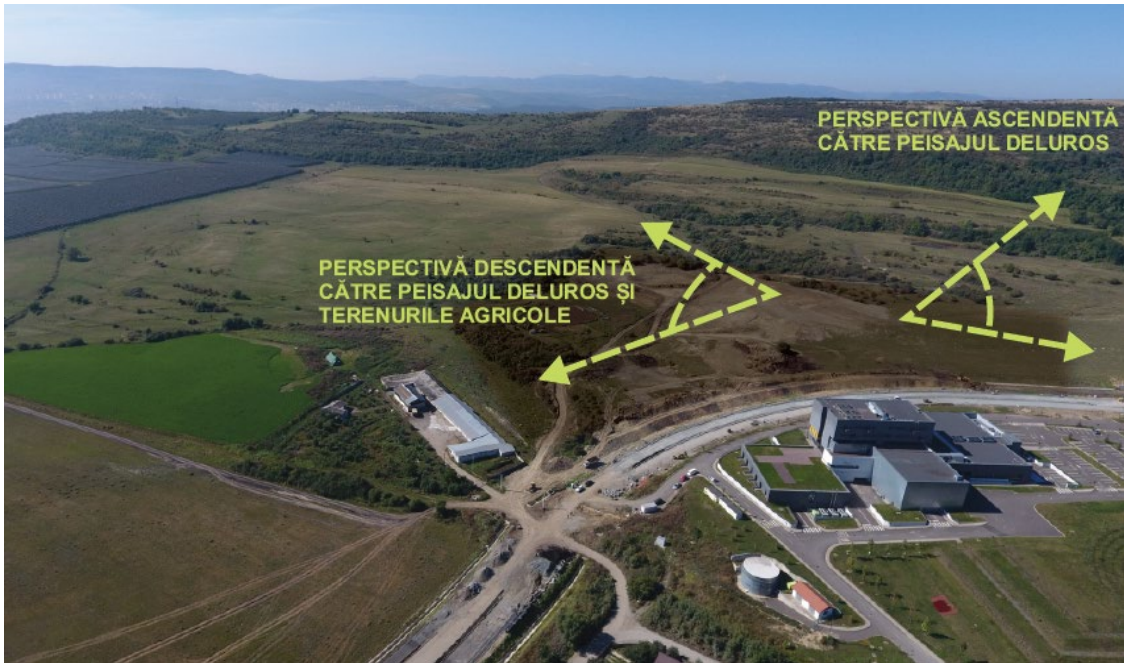 PERSPECTIVĂ ASCENDENTĂ
CĂTRE PEISAJUL DELUROS
PERSPECTIVĂ DESCENDENTĂ
CĂTRE PEISAJUL DELUROS ȘI
TERENURILE AGRICOLE